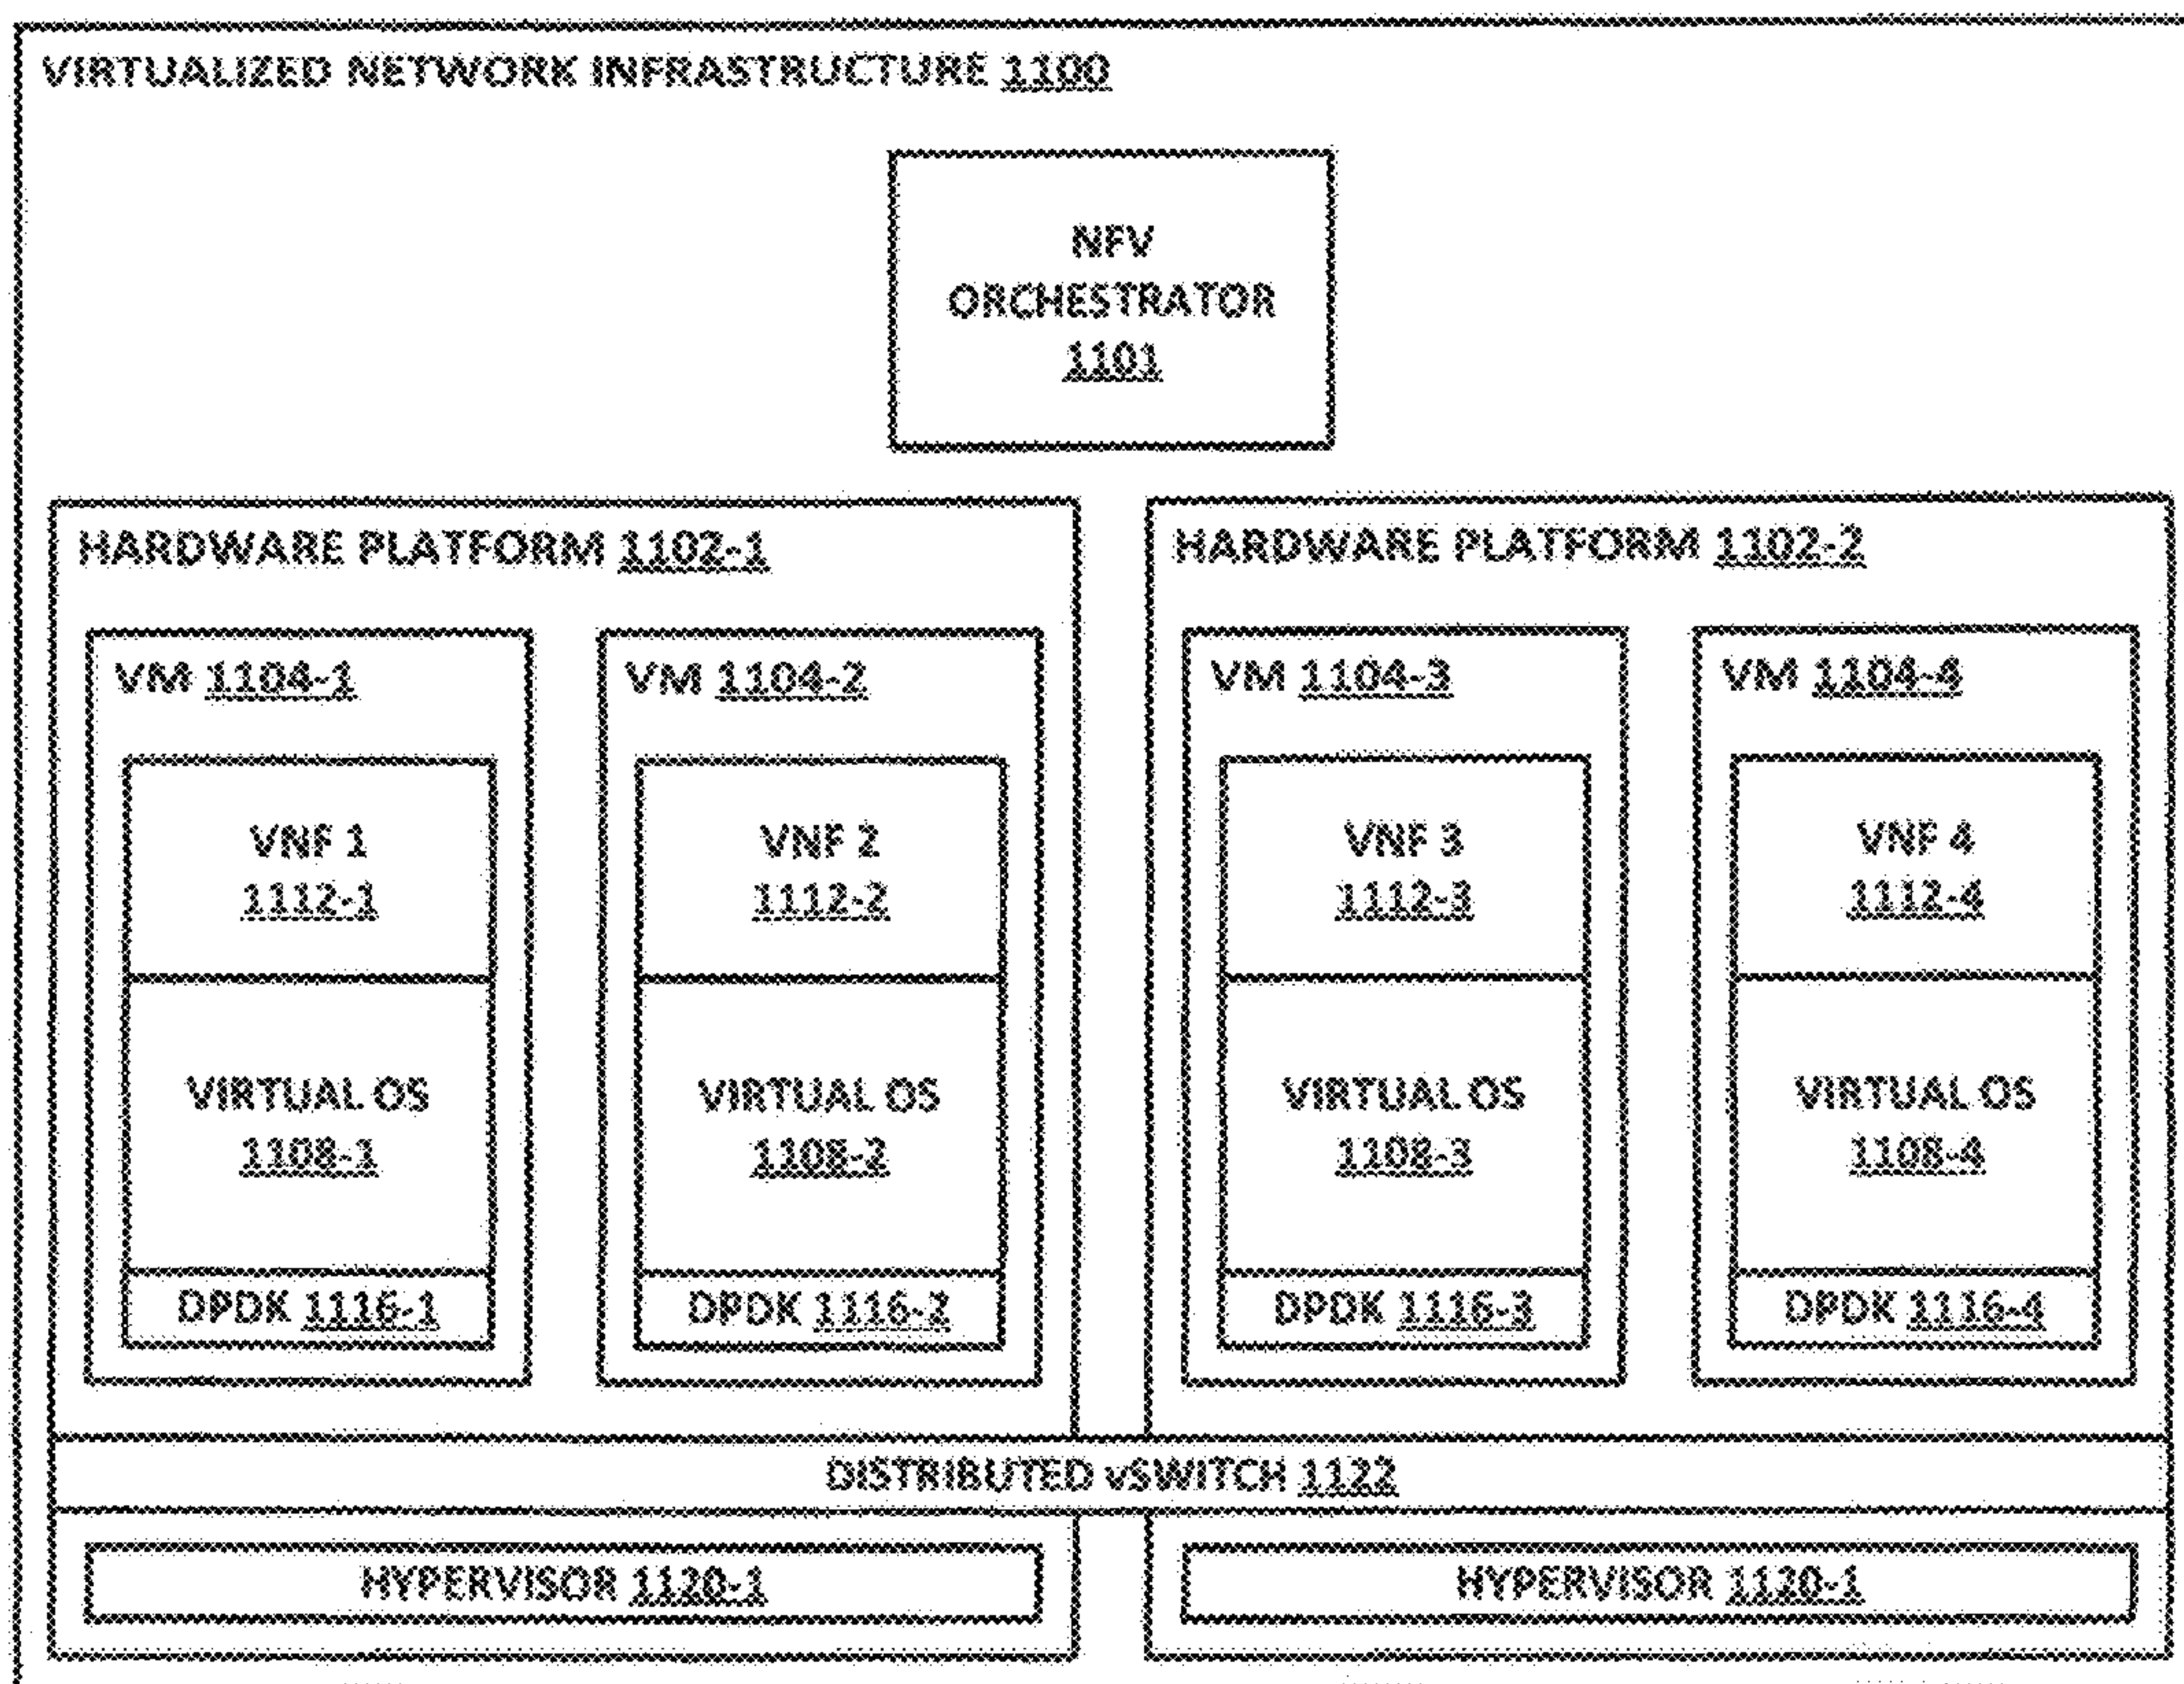 VIRTUALIZED NETWORK INFRASTRUCTURE 1100
NFV
ORCHESTRATOR
1101
HARDWARE PLATFORM 1102-1
VM 1104-1
VNF 1
1112-1
VIRTUAL OS
1108-1
DPDK 1116-1
VM 1104-2
VNF 2
1112-2
VIRTUAL OS
1108-2
DPDK 1116-2
HARDWARE PLATFORM 1102-2
VM 1104-3
VNF 3
1112-3
VIRTUAL OS
1108-3
DPDK 1116-3
VM 1104-4
VNF 4
1112-4
VIRTUAL OS
1108-4
DPDK 1116-4
DISTRIBUTED vSWITCH 1122
HYPERVISOR 1120-1
HYPERVISOR 1120-1